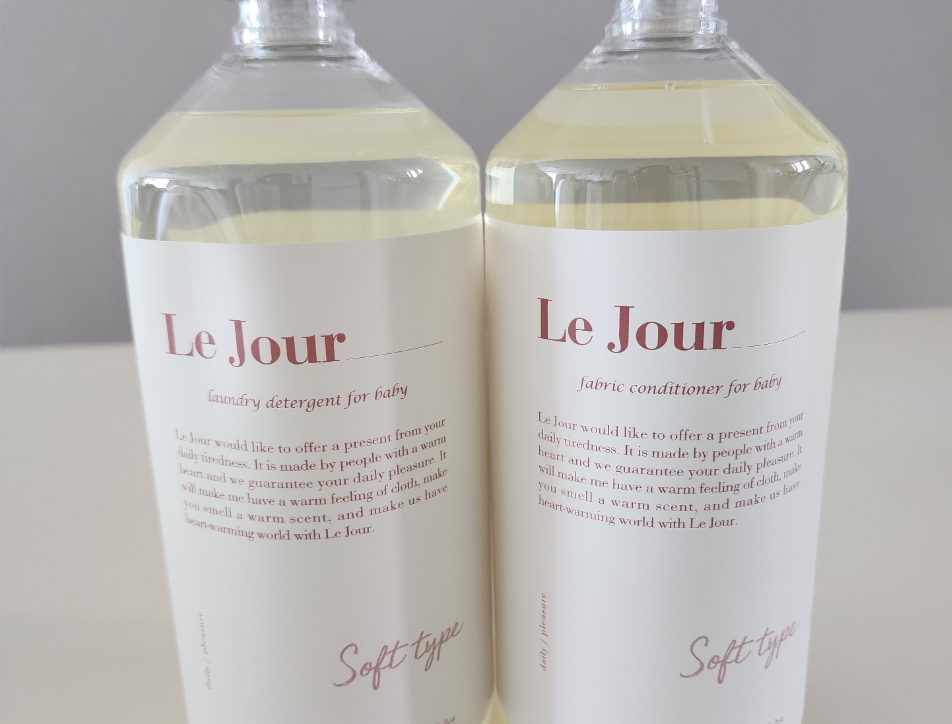 Le Jour
laundry detergent for baby
Le Jour would like to offer a present from your
daily tiredness. It is made by people with a warm
heart and we guarantee your daily pleasure. It
will make me have a warm feeling of cloth, make
you smell a warm scent, and make us have
heart-warming world with Le Jour.
daily / pleasure
Soft type
Le Jour
fabric conditioner for baby
Le Jour would like to offer a present from your
daily tiredness. It is made by people with a warm
heart and we guarantee your daily pleasure. It
will make me have a warm feeling of cloth, make
you smell a warm scent, and make us have
heart-warming world with Le Jour.
daily / pleasure
Soft type